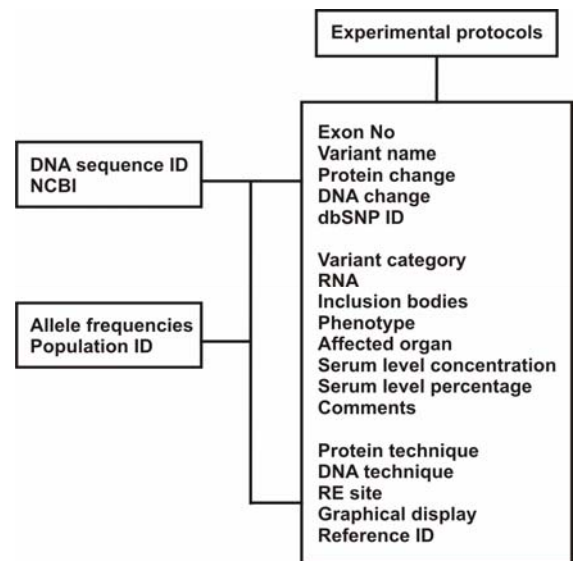 Experimental protocols
DNA sequence ID
NCBI
Allele frequencies
Population ID
Exon No
Variant name
Protein change
DNA change
dbSNP ID
Variant category
RNA
Inclusion bodies
Phenotype
Affected organ
Serum level concentration
Serum level percentage
Comments
Protein technique
DNA technique
RE site
Graphical display
Reference ID